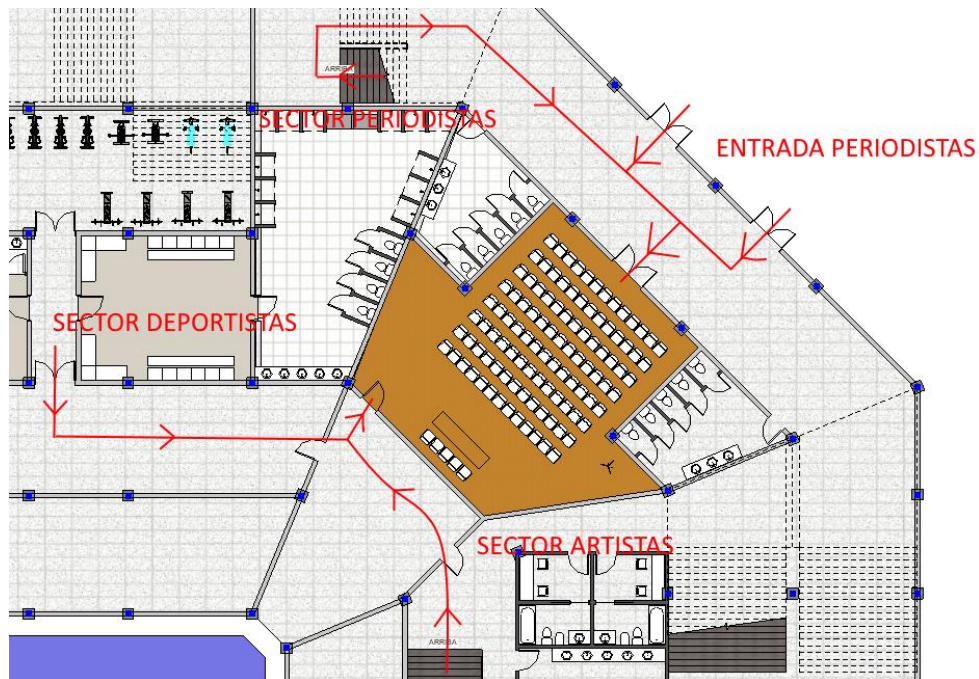 ARRIBA
SECTOR PERIODISTAS
ENTRADA PERIODISTAS
SECTOR DEPORTISTAS
SECTOR ARTISTAS
ARRIBA